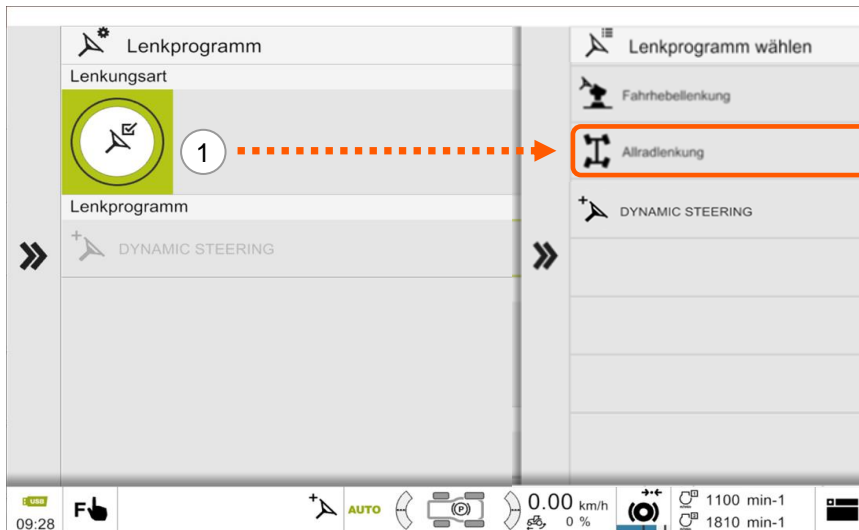 Lenkprogramm
Lenkungsart
1
Lenkprogramm
DYNAMIC STEERING
Lenkprogramm wählen
Fahrhebellenkung
Allradlenkung
DYNAMIC STEERING
USB
09:28
F
AUTO
(P)
0.00 km/h
0 %
1100 min-1
1810 min-1